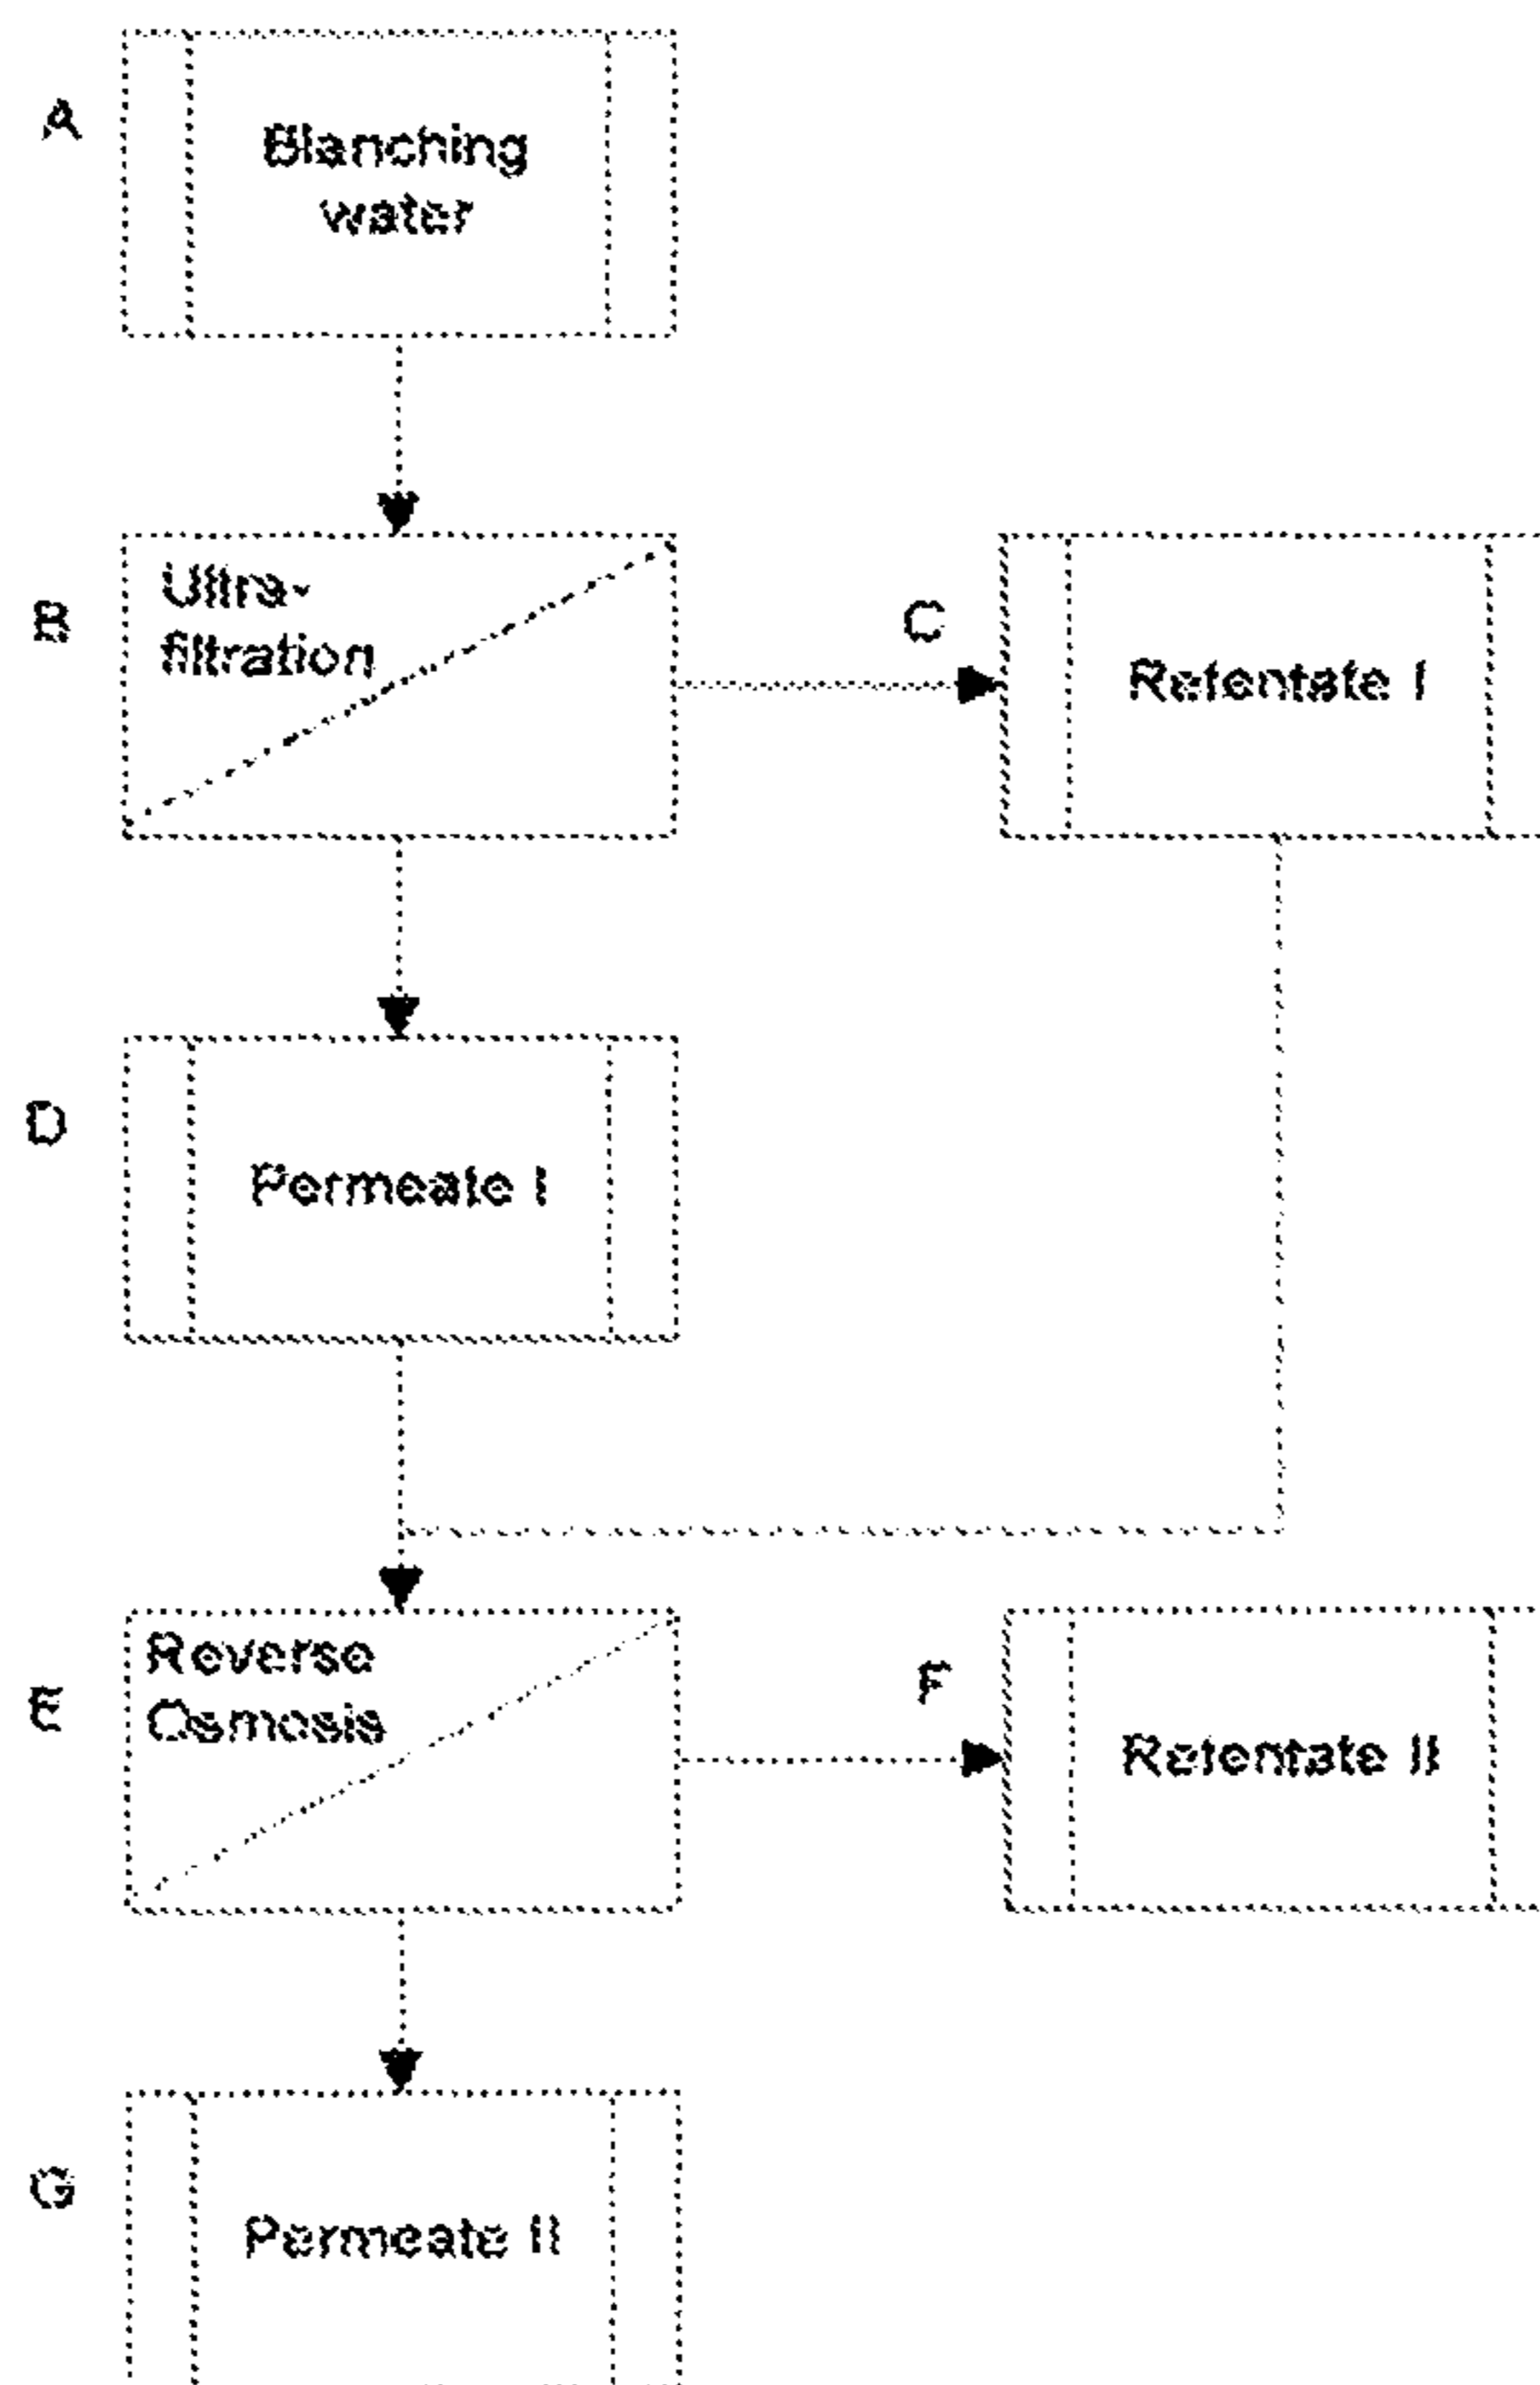 A
Blanching
water
B
Ultra-
filtration
C
Retentate I
D
Permeate I
E
Reverse
Osmosis
F
Retentate II
G
Permeate II